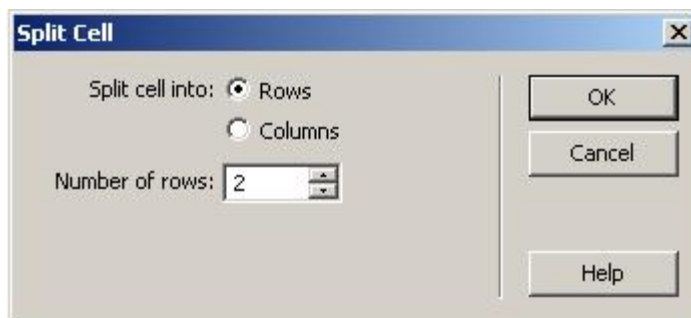 Split Cell
Split cell into: Rows
Columns
Number of rows: 2
OK
Cancel
Help